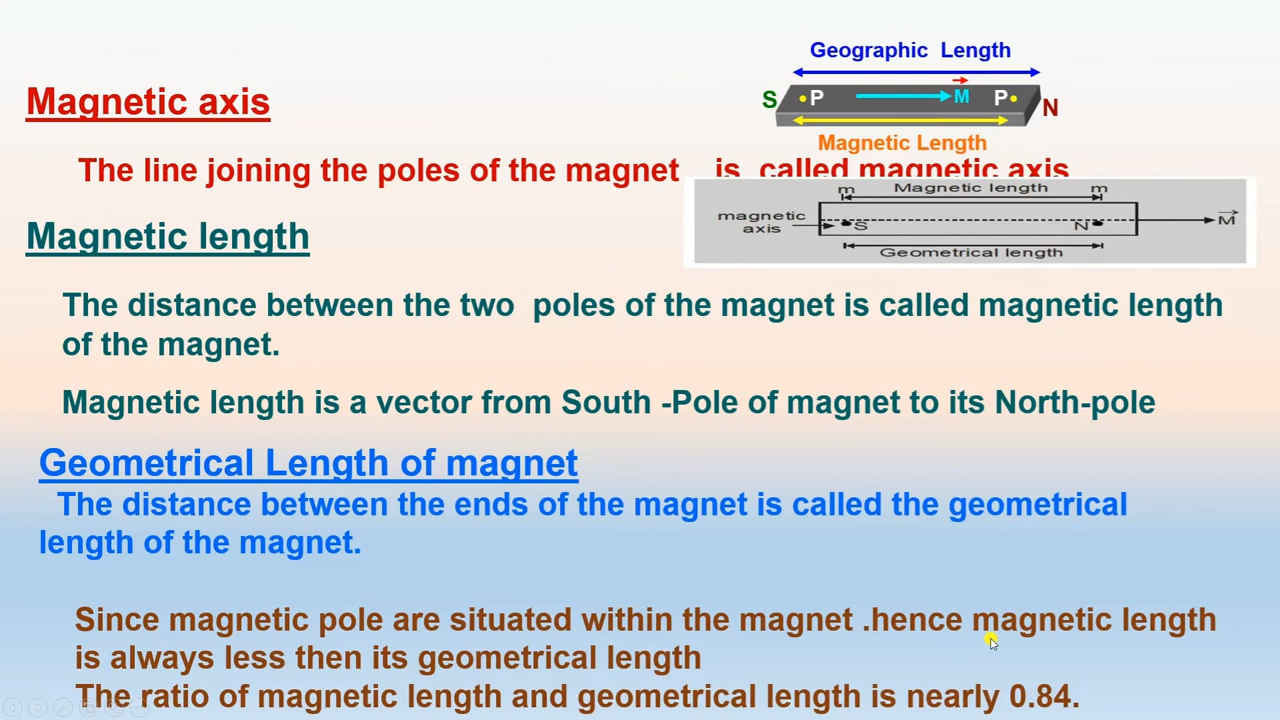 Geographic Length
Magnetic axis
S P M P N
Magnetic Length
The line joining the poles of the magnet is called magnetic axis
m Magnetic length m
magnetic axis S N M
Geometrical length
Magnetic length
The distance between the two poles of the magnet is called magnetic length
of the magnet.
Magnetic length is a vector from South -Pole of magnet to its North-pole
Geometrical Length of magnet
The distance between the ends of the magnet is called the geometrical
length of the magnet.
Since magnetic pole are situated within the magnet .hence magnetic length
is always less then its geometrical length
The ratio of magnetic length and geometrical length is nearly 0.84.